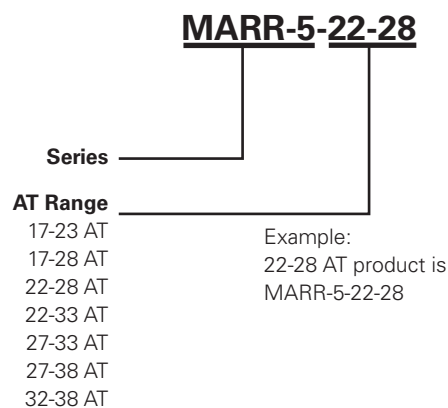 MARR-5-22-28
Series
AT Range
17-23 AT
17-28 AT
22-28 AT
22-33 AT
27-33 AT
27-38 AT
32-38 AT
Example:
22-28 AT product is
MARR-5-22-28